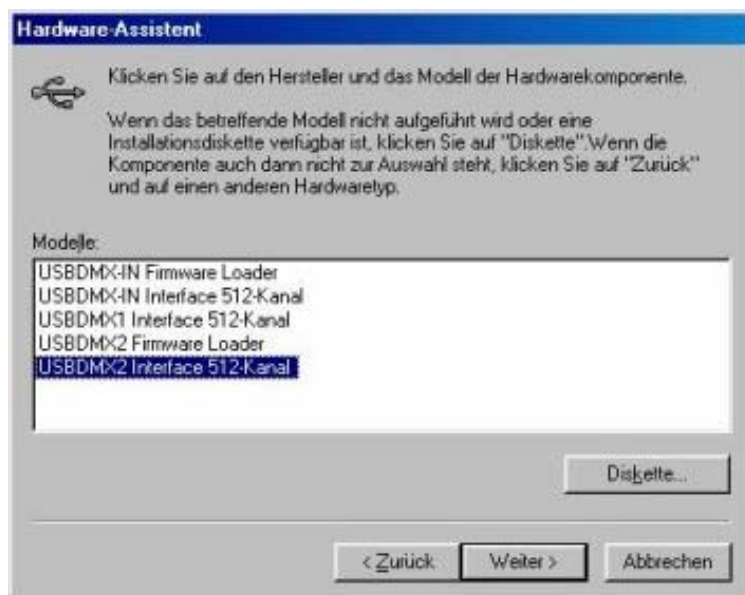 Hardware-Assistent
Klicken Sie auf den Hersteller und das Modell der Hardwarekomponente.
Wenn das betreffende Modell nicht aufgeführt wird oder eine
Installationsdiskette verfügbar ist, klicken Sie auf "Diskette".Wenn die
Komponente auch dann nicht zur Auswahl steht, klicken Sie auf "Zurück"
und auf einen anderen Hardwaretyp.
Modelle:
USBDMX-IN Firmware Loader
USBDMX-IN Interface 512-Kanal
USBDMX1 Interface 512-Kanal
USBDMX2 Firmware Loader
USBDMX2 Interface 512-Kanal
Diskette...
< Zurück Weiter > Abbrechen